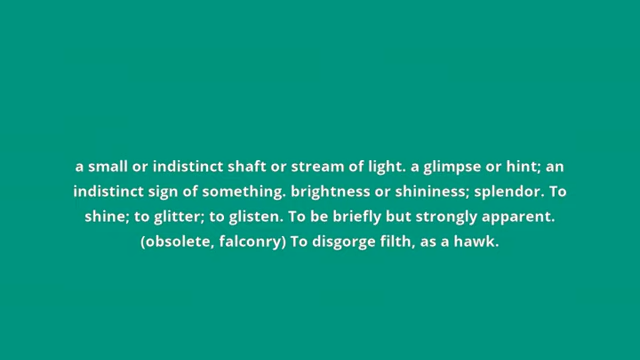 a small or indistinct shaft or stream of light. a glimpse or hint; an
indistinct sign of something. brightness or shininess; splendor. To
shine; to glitter; to glisten. To be briefly but strongly apparent.
(obsolete, falconry) To disgorge filth, as a hawk.